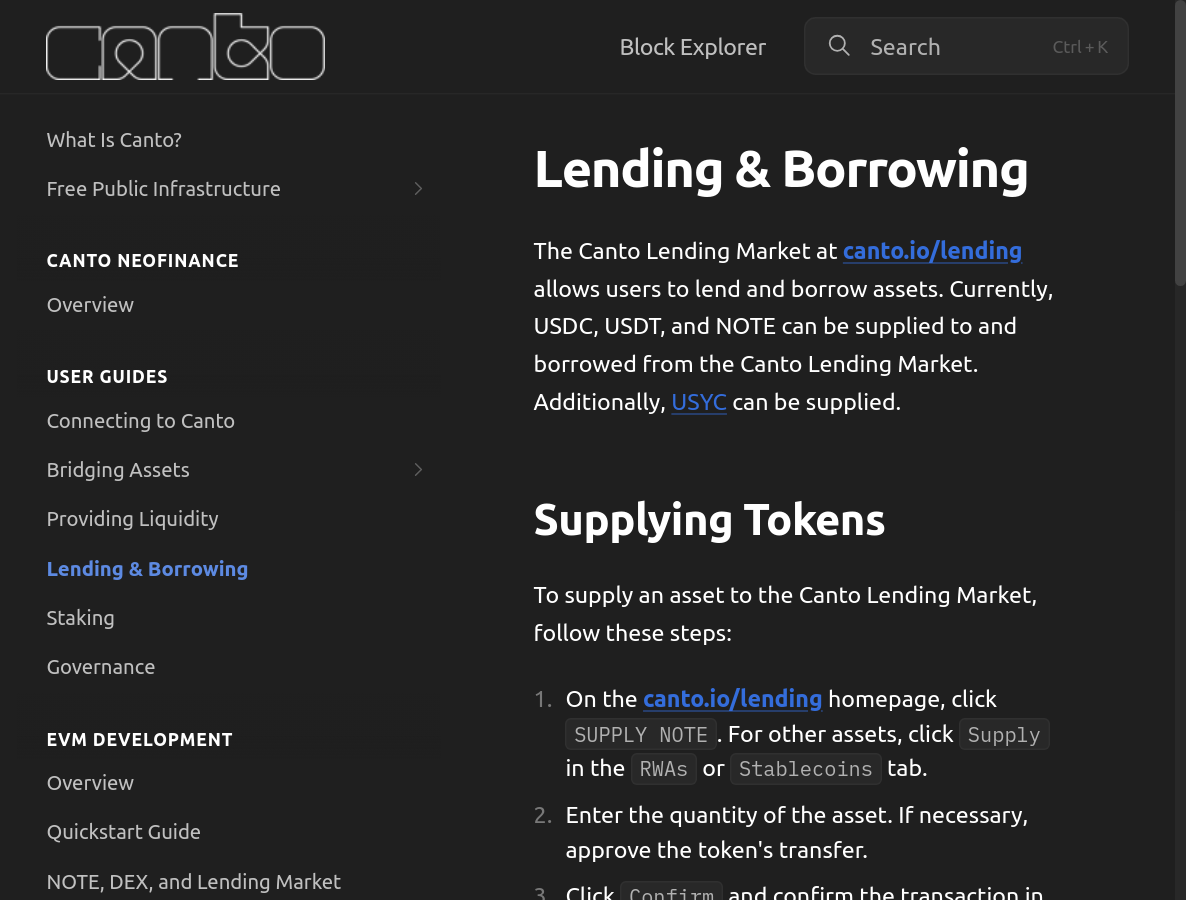 canto
Block Explorer
Search
Ctrl + K
What Is Canto?
Free Public Infrastructure
CANTO NEOFINANCE
Overview
USER GUIDES
Connecting to Canto
Bridging Assets
Providing Liquidity
Lending & Borrowing
Staking
Governance
EVM DEVELOPMENT
Overview
Quickstart Guide
NOTE, DEX, and Lending Market
Lending & Borrowing
The Canto Lending Market at canto.io/lending
allows users to lend and borrow assets. Currently,
USDC, USDT, and NOTE can be supplied to and
borrowed from the Canto Lending Market.
Additionally, USYC can be supplied.
Supplying Tokens
To supply an asset to the Canto Lending Market,
follow these steps:
1. On the canto.io/lending homepage, click
SUPPLY NOTE . For other assets, click Supply
in the RWAs or Stablecoins tab.
2. Enter the quantity of the asset. If necessary,
approve the token's transfer.
3. Click Confirm and confirm the transaction in